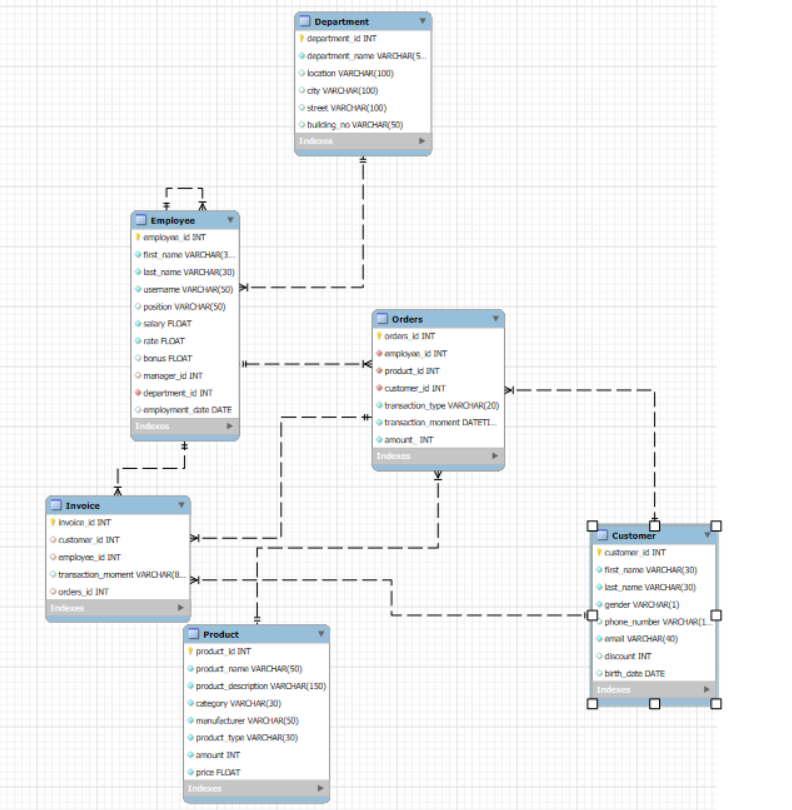 Department
department_id INT
department_name VARCHAR(5...
location VARCHAR(100)
city VARCHAR(100)
street VARCHAR(100)
building_no VARCHAR(50)
Indexes
Employee
employee_id INT
first_name VARCHAR(3...
last_name VARCHAR(30)
username VARCHAR(50)
position VARCHAR(50)
salary FLOAT
rate FLOAT
bonus FLOAT
manager_id INT
department_id INT
employment_date DATE
Indexes
Orders
orders_id INT
employee_id INT
product_id INT
customer_id INT
transaction_type VARCHAR(20)
transaction_moment DATETI...
amount_ INT
Indexes
Invoice
invoice_id INT
customer_id INT
employee_id INT
transaction_moment VARCHAR(8...
orders_id INT
Indexes
Customer
customer_id INT
first_name VARCHAR(30)
last_name VARCHAR(30)
gender VARCHAR(1)
phone_number VARCHAR(1...
email VARCHAR(40)
discount INT
birth_date DATE
Indexes
Product
product_id INT
product_name VARCHAR(50)
product_description VARCHAR(150)
category VARCHAR(30)
manufacturer VARCHAR(50)
product_type VARCHAR(30)
amount INT
price FLOAT
Indexes